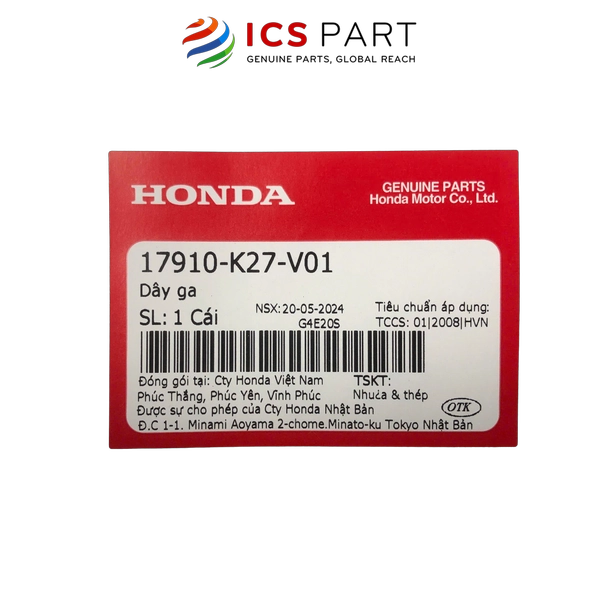 ICS PART
GENUINE PARTS, GLOBAL REACH
HONDA
GENUINE PARTS
Honda Motor Co., Ltd.
17910-K27-V01
Dây ga
SL: 1 Cái
NSX: 20-05-2024
G4E20S
Tiêu chuẩn áp dụng:
TCCS: 01|2008|HVN
Đóng gói tại: Cty Honda Việt Nam
Phúc Thắng, Phúc Yên, Vĩnh Phúc
Được sự cho phép của Cty Honda Nhật Bản
Đ.C 1-1. Minami Aoyama 2-chome.Minato-ku Tokyo Nhật Bản
TSKT:
Nhưạ & thép
OTK